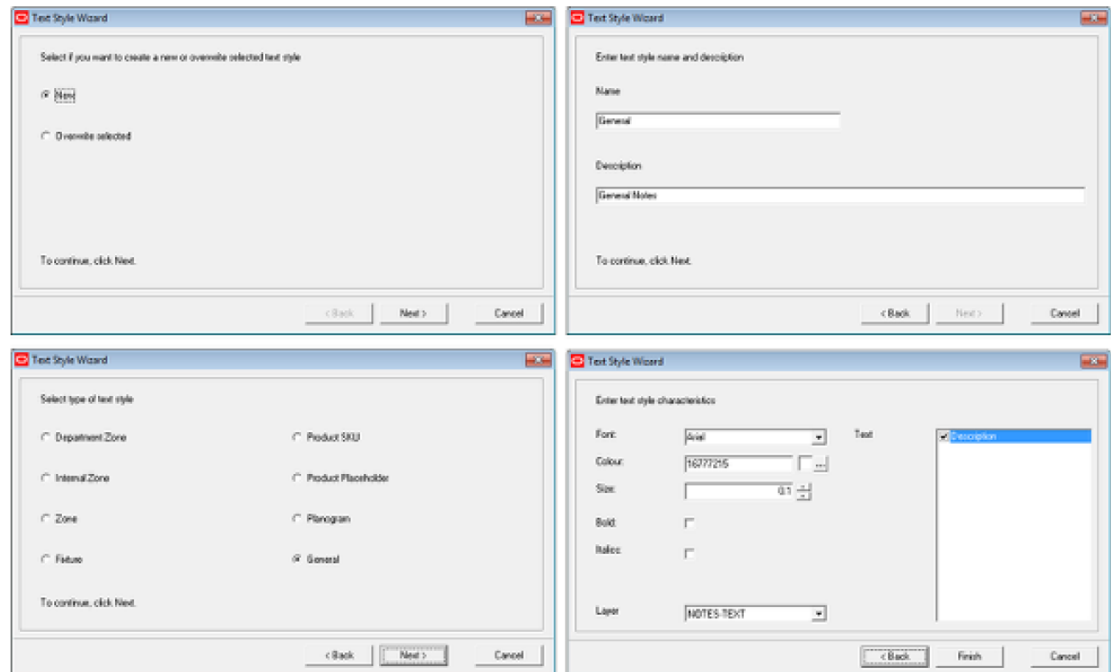 Text Style Wizard
Select if you want to create a new or overwrite selected text style
New
Overwrite selected
To continue, click Next.
< Back Next > Cancel
Text Style Wizard
Enter text style name and description
Name
General
Description
General Notes
To continue, click Next.
< Back Next > Cancel
Text Style Wizard
Select type of text style
Department Zone Product SKU
Internal Zone Product Placeholder
Zone Planogram
Fixture General
To continue, click Next.
< Back Next > Cancel
Text Style Wizard
Enter text style characteristics
Font: Arial Text Description
Colour: 16777215 ...
Size: 0.1
Bold:
Italics:
Layer NOTES-TEXT
< Back Finish Cancel